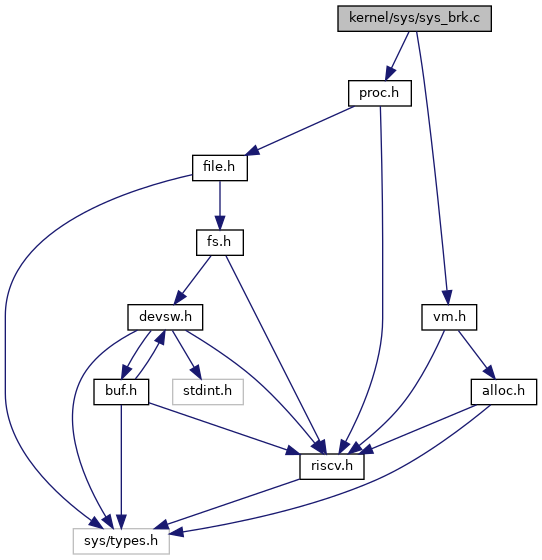 kernel/sys/sys_brk.c
proc.h
file.h
fs.h
devsw.h
vm.h
buf.h
stdint.h
alloc.h
riscv.h
sys/types.h